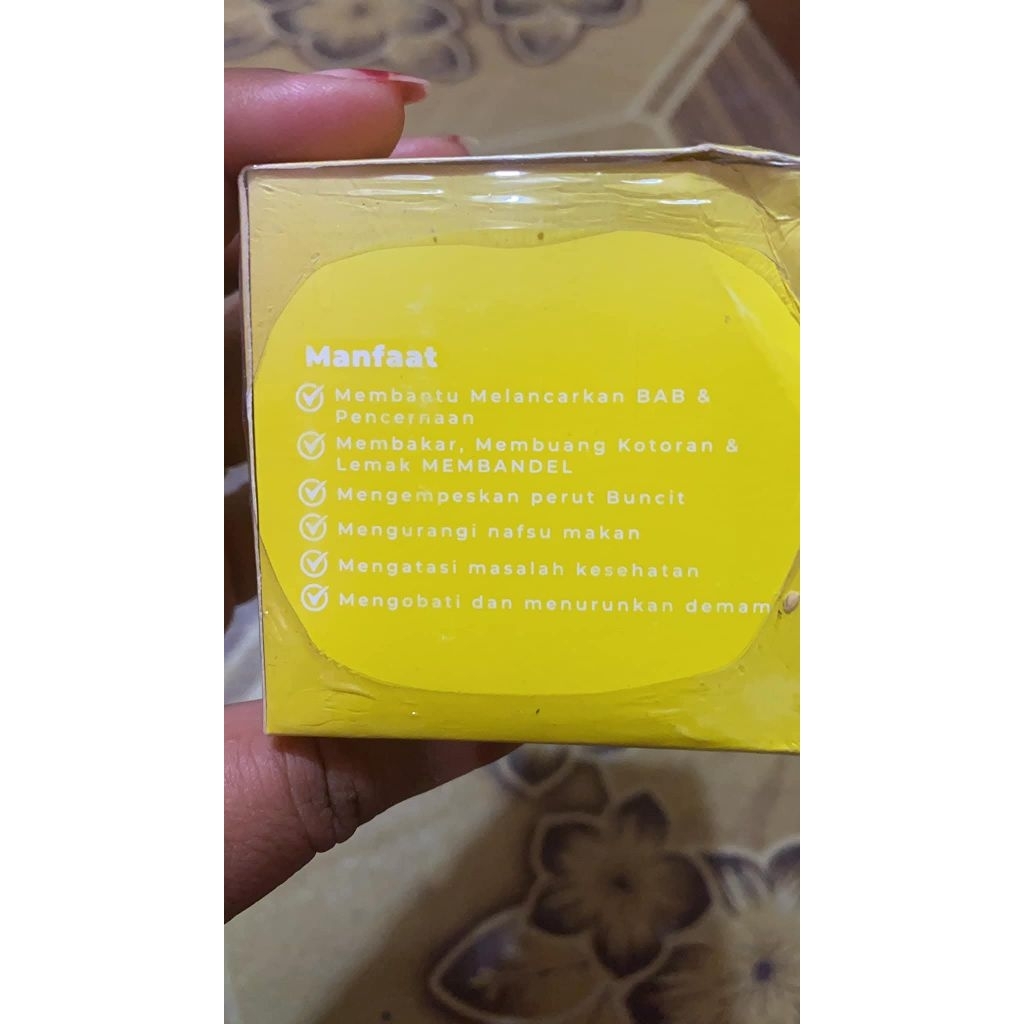 Manfaat
Membantu Melancarkan BAB &
Pencernaan
Membakar, Membuang Kotoran &
Lemak MEMBANDEL
Mengempeskan perut Buncit
Mengurangi nafsu makan
Mengatasi masalah kesehatan
Mengobati dan menurunkan demam